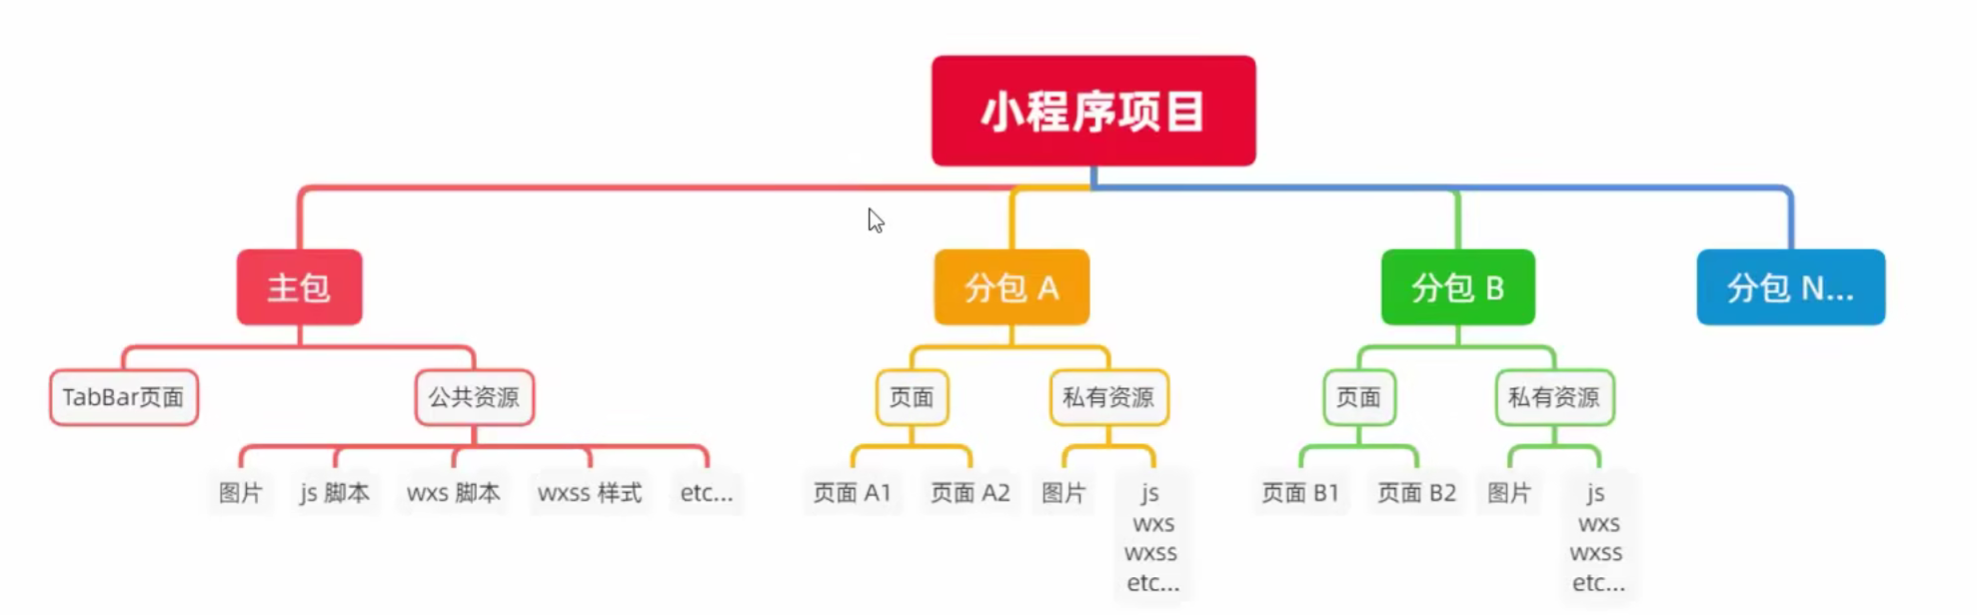 小程序项目
主包
分包 A
分包 B
分包 N...
TabBar页面
公共资源
页面
私有资源
页面
私有资源
图片
js 脚本
wxs 脚本
wxss 样式
etc...
页面 A1
页面 A2
图片
js
wxs
wxss
etc...
页面 B1
页面 B2
图片
js
wxs
wxss
etc...